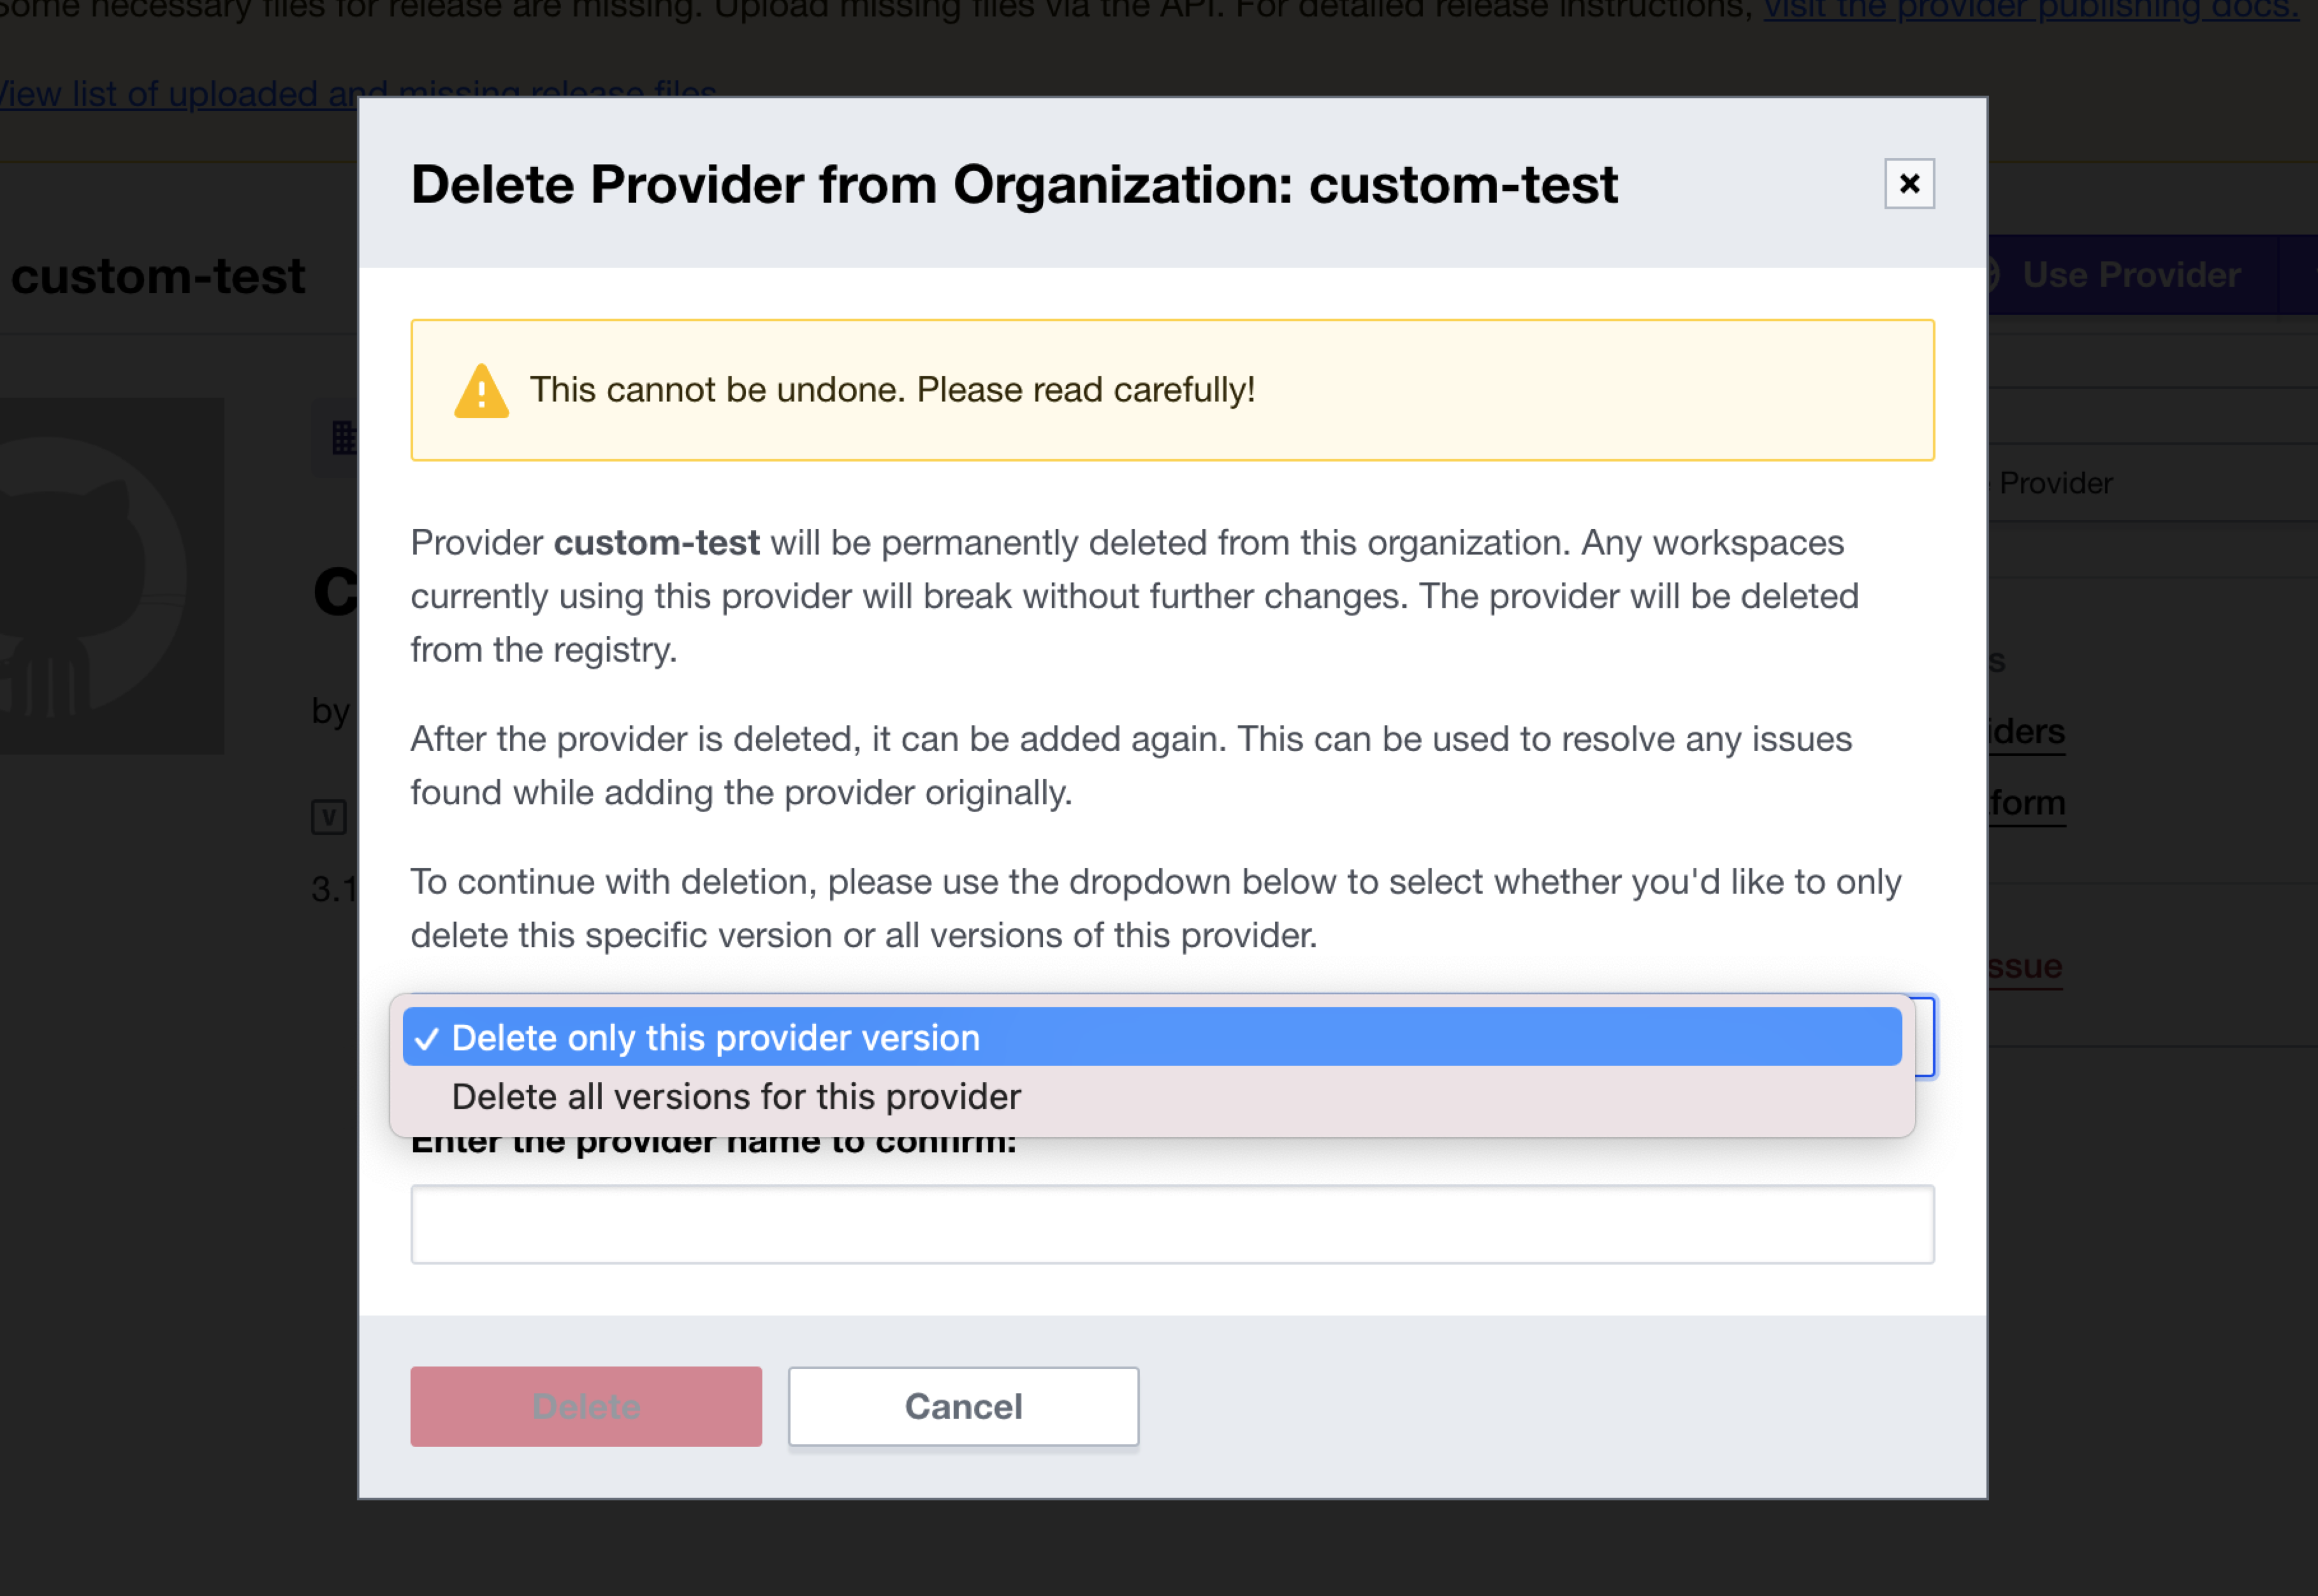 Some necessary files for release are missing. Upload missing files via the API. For detailed release instructions, visit the provider publishing docs.
View list of uploaded and missing release files
Delete Provider from Organization: custom-test
custom-test
Use Provider
This cannot be undone. Please read carefully!
Provider
Provider custom-test will be permanently deleted from this organization. Any workspaces
currently using this provider will break without further changes. The provider will be deleted
from the registry.
by
After the provider is deleted, it can be added again. This can be used to resolve any issues
found while adding the provider originally.
V
To continue with deletion, please use the dropdown below to select whether you'd like to only
delete this specific version or all versions of this provider.
✓ Delete only this provider version
Delete all versions for this provider
Enter the provider name to confirm:
Delete
Cancel